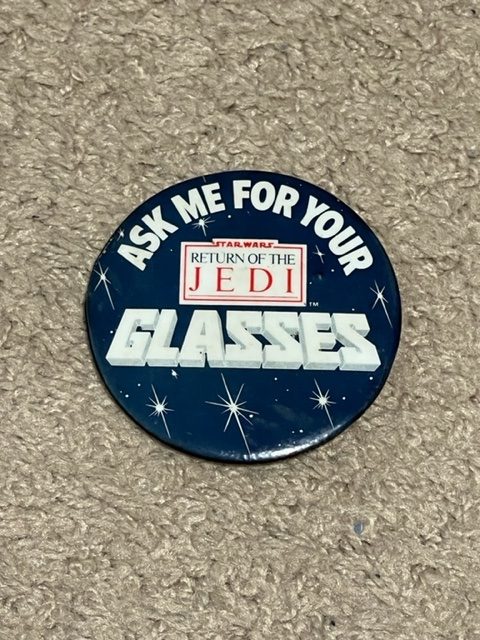 ASK ME FOR YOUR
STAR WARS
RETURN OF THE
JEDI
TM
GLASSES